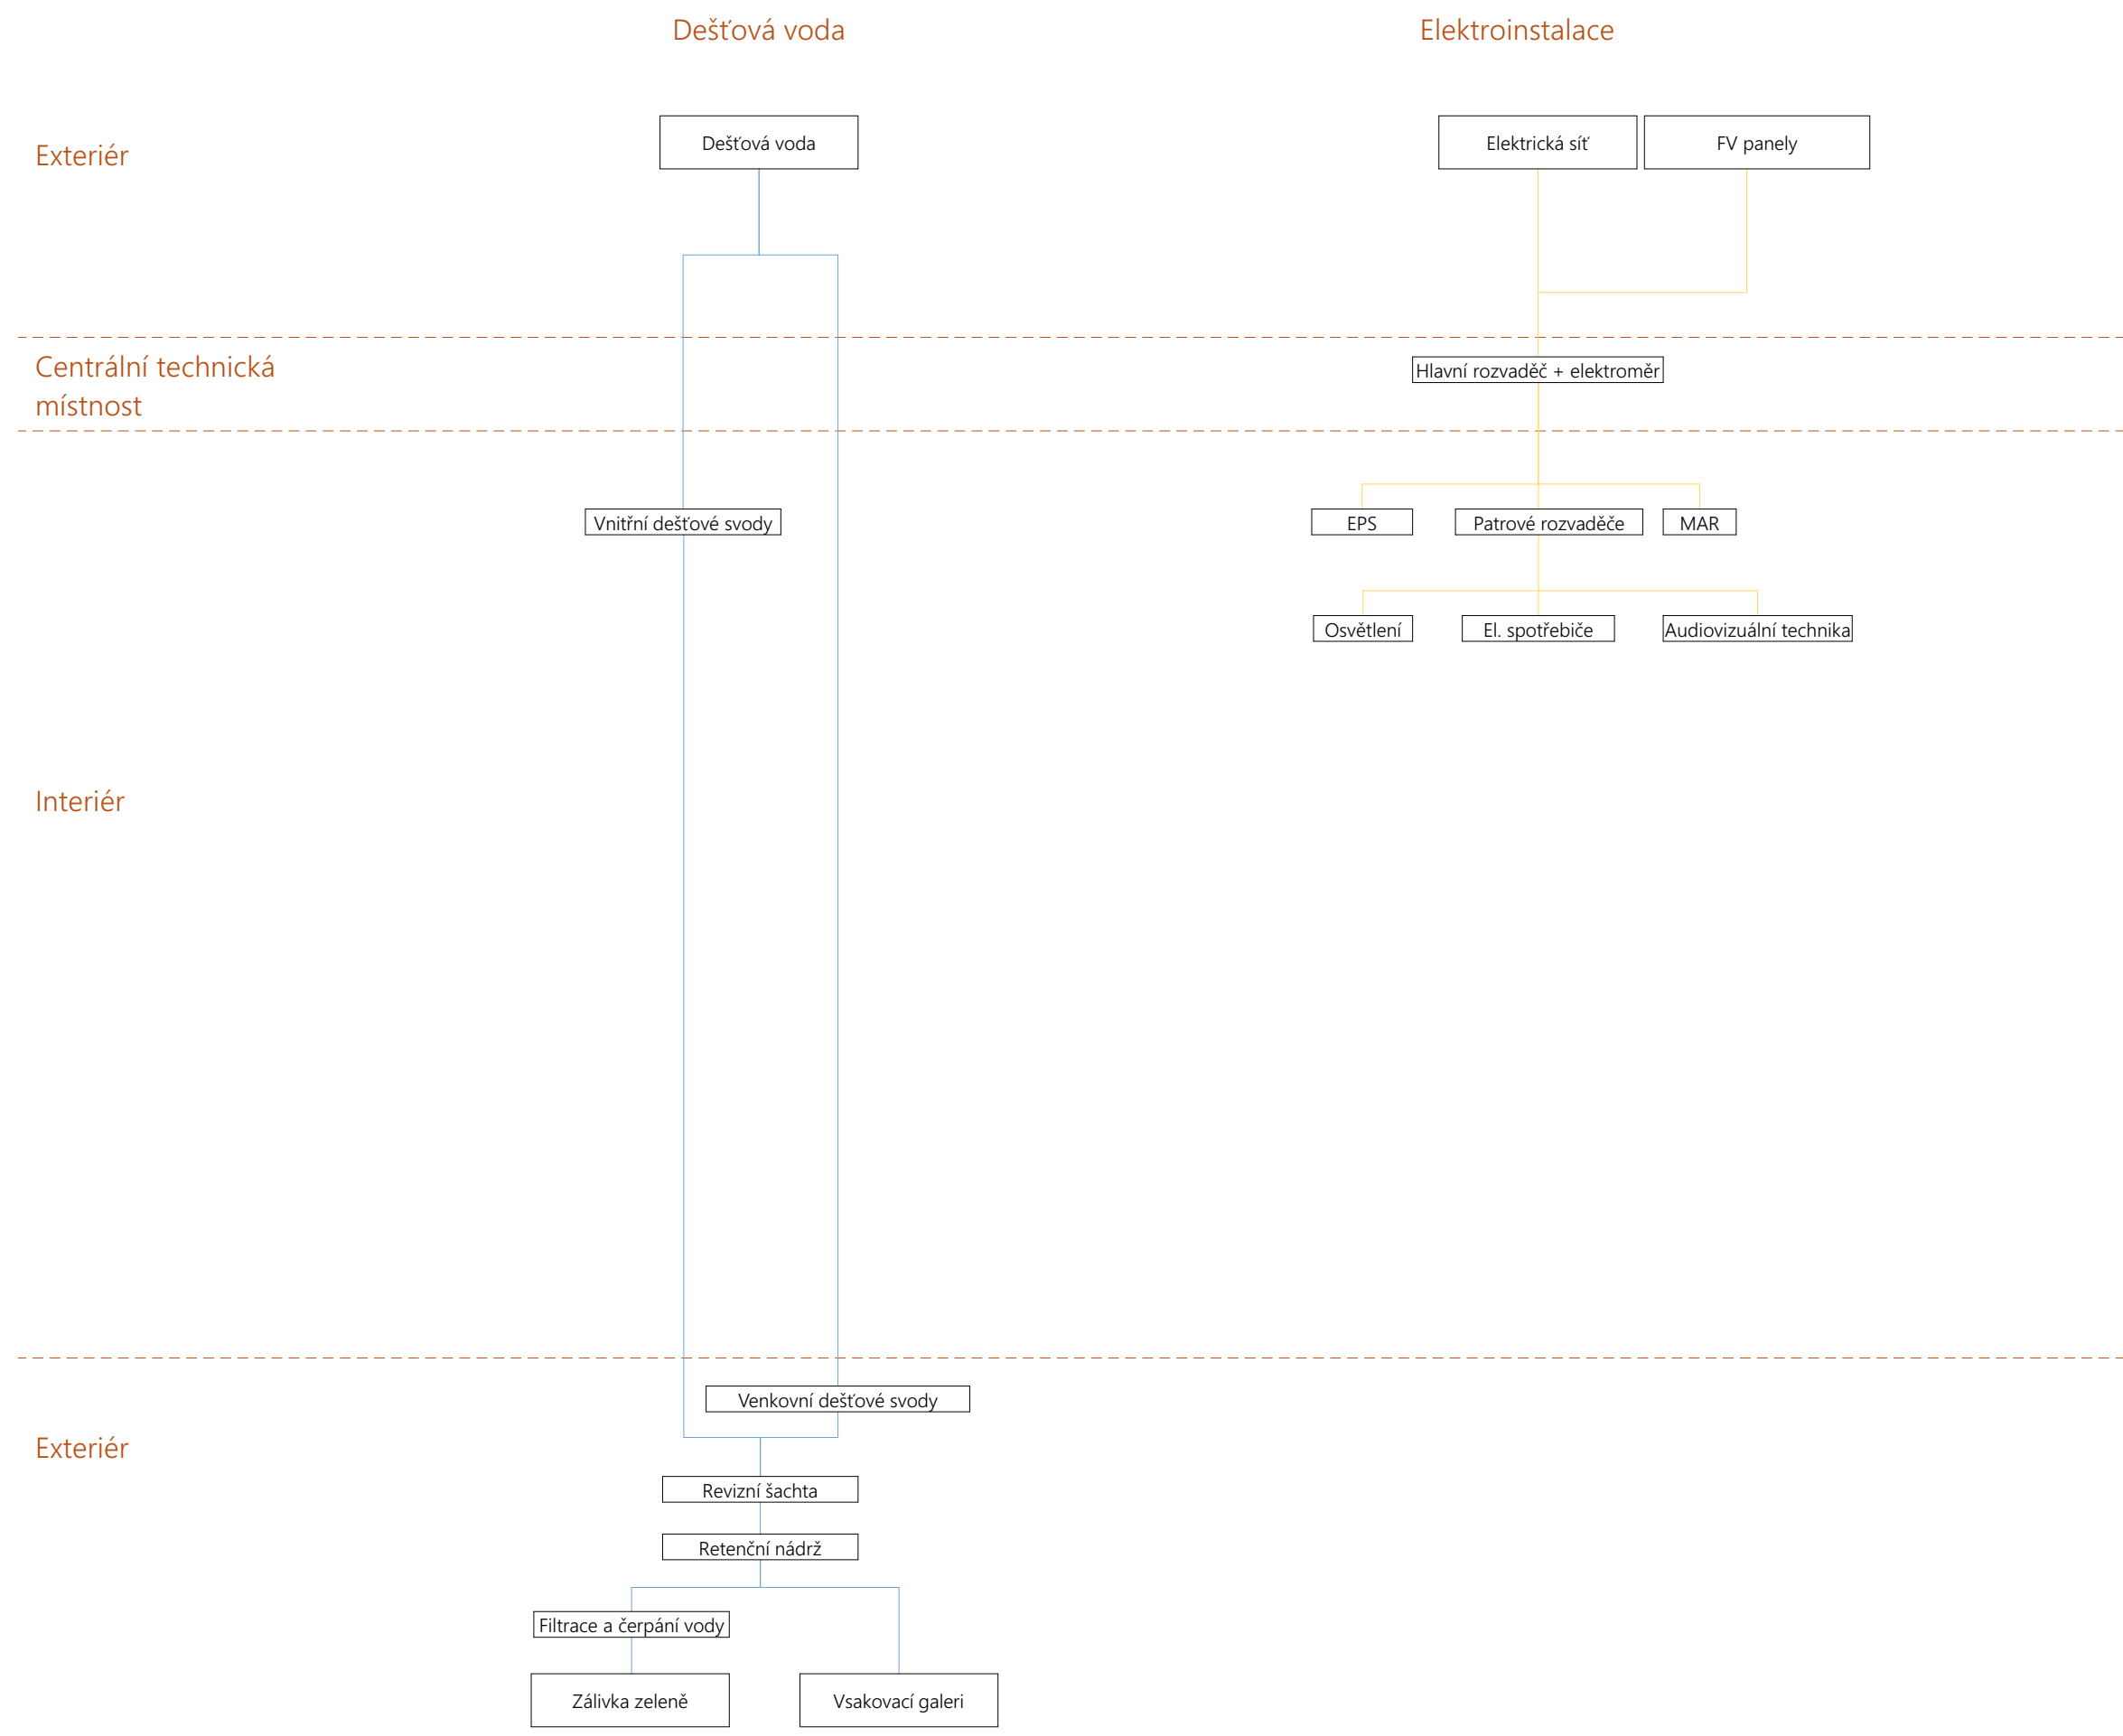 Dešťová voda
Elektroinstalace
Exteriér
Dešťová voda
Elektrická síť
FV panely
Centrální technická
místnost
Hlavní rozvaděč + elektroměr
Vnitřní dešťové svody
EPS
Patrové rozvaděče
MAR
Osvětlení
El. spotřebiče
Audiovizuální technika
Interiér
Venkovní dešťové svody
Exteriér
Revizní šachta
Retenční nádrž
Filtrace a čerpání vody
Zálivka zeleně
Vsakovací galeri